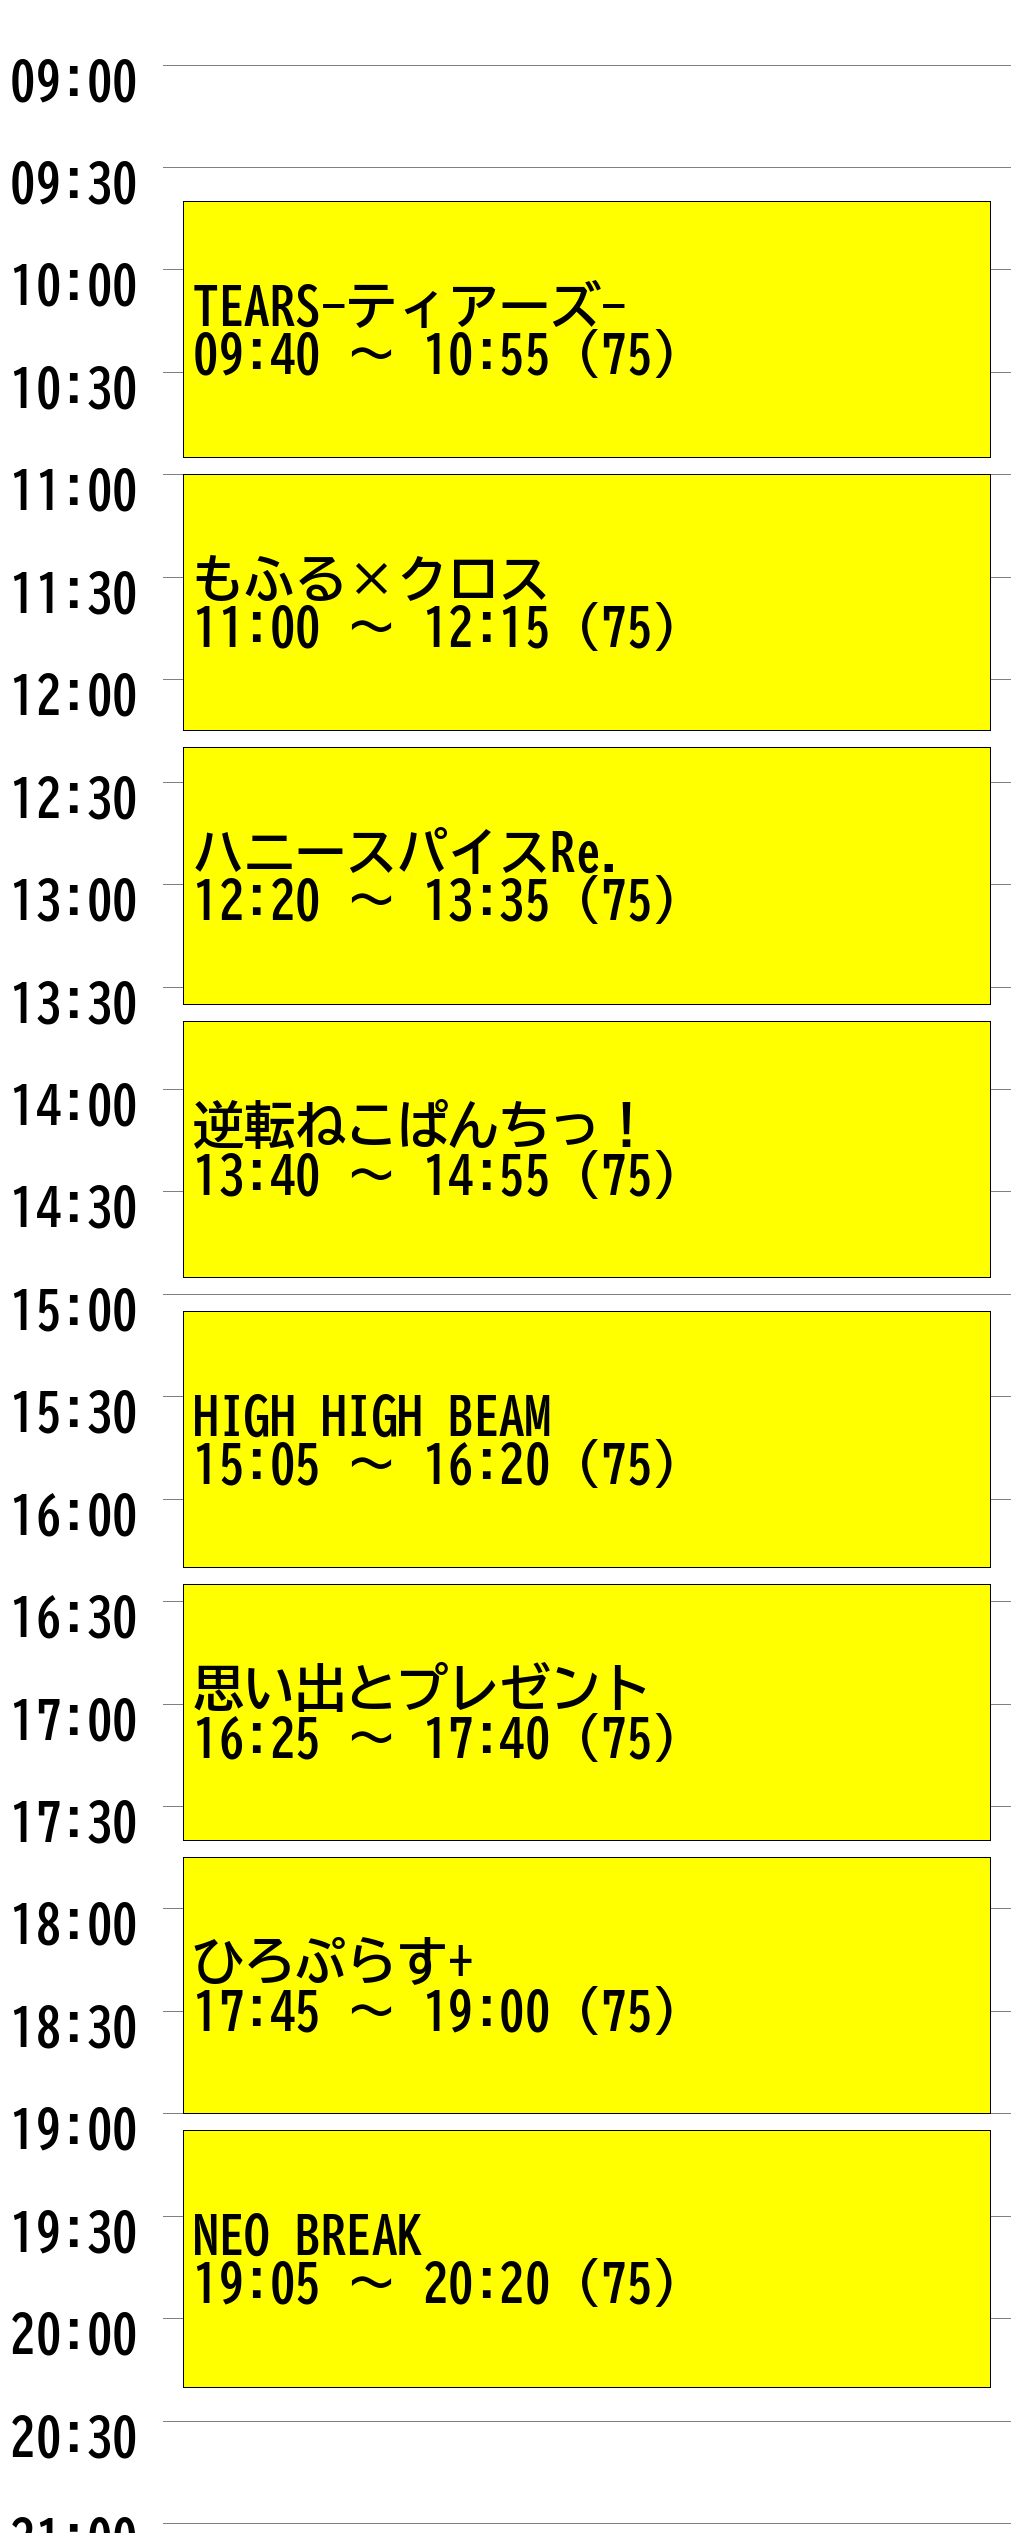 09:00
09:30
TEARS-ティアーズ-
10:00
09:40 ～ 10:55 (75)
10:30
11:00
もふる×クロス
11:30
11:00 ～ 12:15 (75)
12:00
12:30
ハニースパイスRe.
13:00
12:20 ～ 13:35 (75)
13:30
14:00
逆転ねこぱんちっ！
13:40 ～ 14:55 (75)
14:30
15:00
15:30
HIGH HIGH BEAM
15:05 ～ 16:20 (75)
16:00
16:30
思い出とプレゼント
17:00
16:25 ～ 17:40 (75)
17:30
18:00
ひろぷらす+
17:45 ～ 19:00 (75)
18:30
19:00
19:30
NEO BREAK
19:05 ～ 20:20 (75)
20:00
20:30
21:00